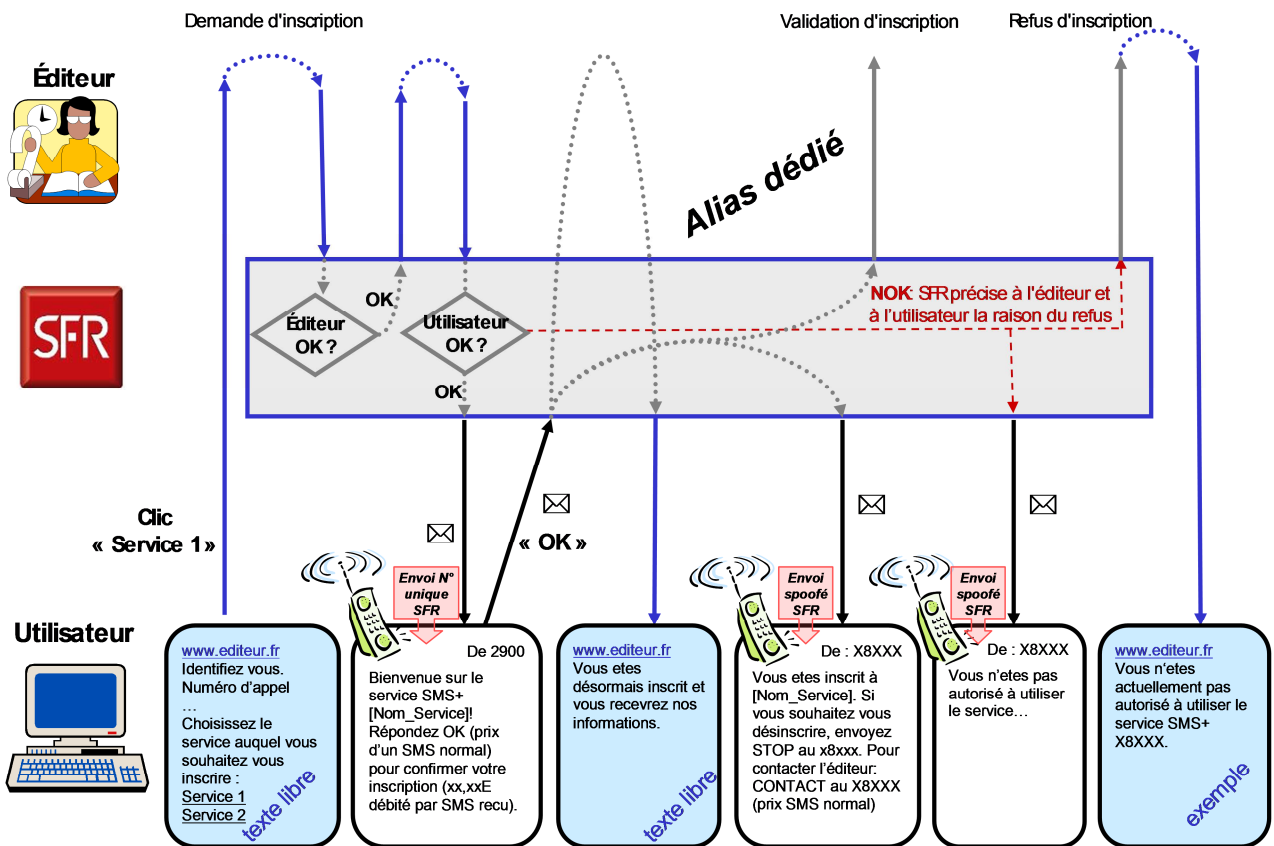 Demande d'inscription
Validation d'inscription
Refus d'inscription
Éditeur
Alias dédié
SFR
Éditeur
OK ?
OK
Utilisateur
OK ?
OK
NOK: SFR précise à l'éditeur et
à l'utilisateur la raison du refus
Clic
« Service 1 »
« OK »
Utilisateur
www.editeur.fr
Identifiez vous.
Numéro d'appel
…
Choisissez le
service auquel vous
souhaitez vous
inscrire :
Service 1
Service 2
texte libre
Envoi N°
unique
SFR
De 2900
Bienvenue sur le
service SMS+
[Nom_Service]!
Répondez OK (prix
d'un SMS normal)
pour confirmer votre
inscription (xx,xxE
débité par SMS recu).
www.editeur.fr
Vous etes
désormais inscrit et
vous recevrez nos
informations.
texte libre
Envoi
spoofé
SFR
De : X8XXX
Vous etes inscrit à
[Nom_Service]. Si
vous souhaitez vous
désinscrire, envoyez
STOP au x8xxx. Pour
contacter l'éditeur:
CONTACT au X8XXX
(prix SMS normal)
Envoi
spoofé
SFR
De : X8XXX
Vous n'etes pas
autorisé à utiliser
le service…
www.editeur.fr
Vous n'etes
actuellement pas
autorisé à utiliser le
service SMS+
X8XXX.
exemple